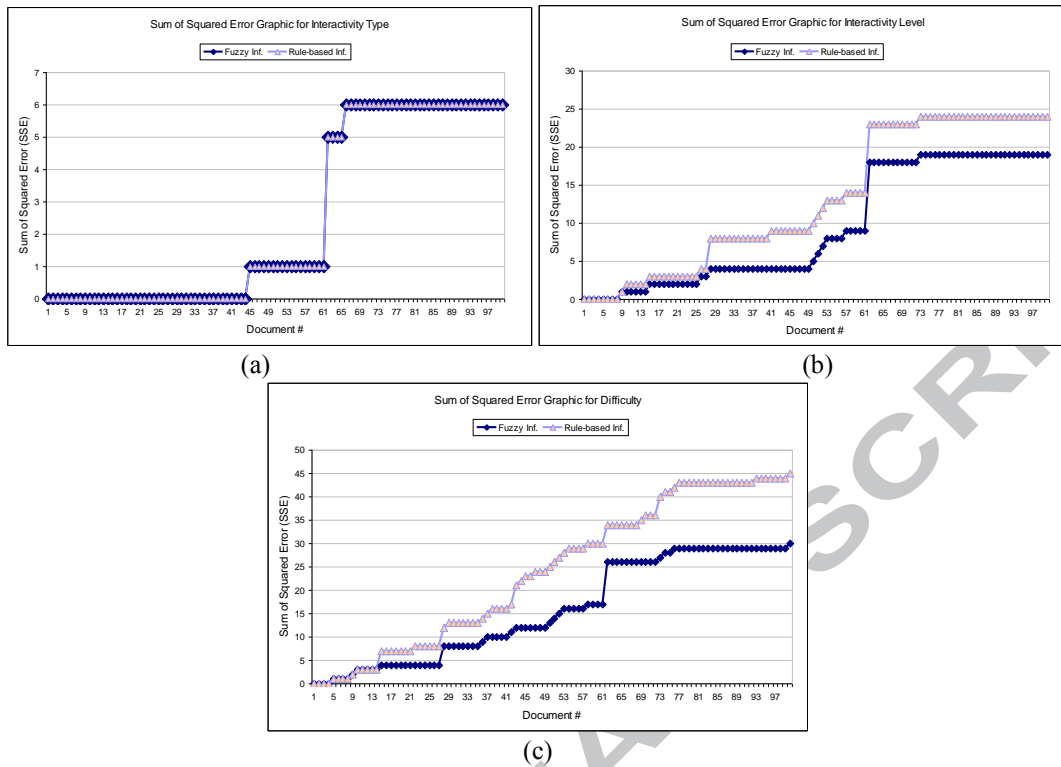 Sum of Squared Error Graphic for Interactivity Type
Fuzzy Inf. Rule-based Inf.
Sum of Squared Error (SSE)
7
6
5
4
3
2
1
0
1 5 9 13 17 21 25 29 33 37 41 45 49 53 57 61 65 69 73 77 81 85 89 93 97
Document #
(a)
Sum of Squared Error Graphic for Interactivity Level
Fuzzy Inf. Rule-based Inf.
Sum of Squared Error (SSE)
30
25
20
15
10
5
0
1 5 9 13 17 21 25 29 33 37 41 45 49 53 57 61 65 69 73 77 81 85 89 93 97
Document #
(b)
Sum of Squared Error Graphic for Difficulty
Fuzzy Inf. Rule-based Inf.
Sum of Squared Error (SSE)
50
45
40
35
30
25
20
15
10
5
0
1 5 9 13 17 21 25 29 33 37 41 45 49 53 57 61 65 69 73 77 81 85 89 93 97
Document #
(c)